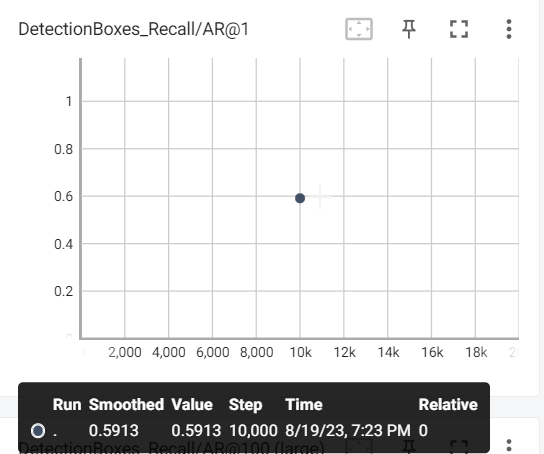 DetectionBoxes_Recall/AR@1
1
0.8
0.6
0.4
0.2
0
2,000 4,000 6,000 8,000 10k 12k 14k 16k 18k
Run Smoothed Value Step Time Relative
. 0.5913 0.5913 10,000 8/19/23, 7:23 PM 0
DetectionBoxes_Recall/AR@100 (large)